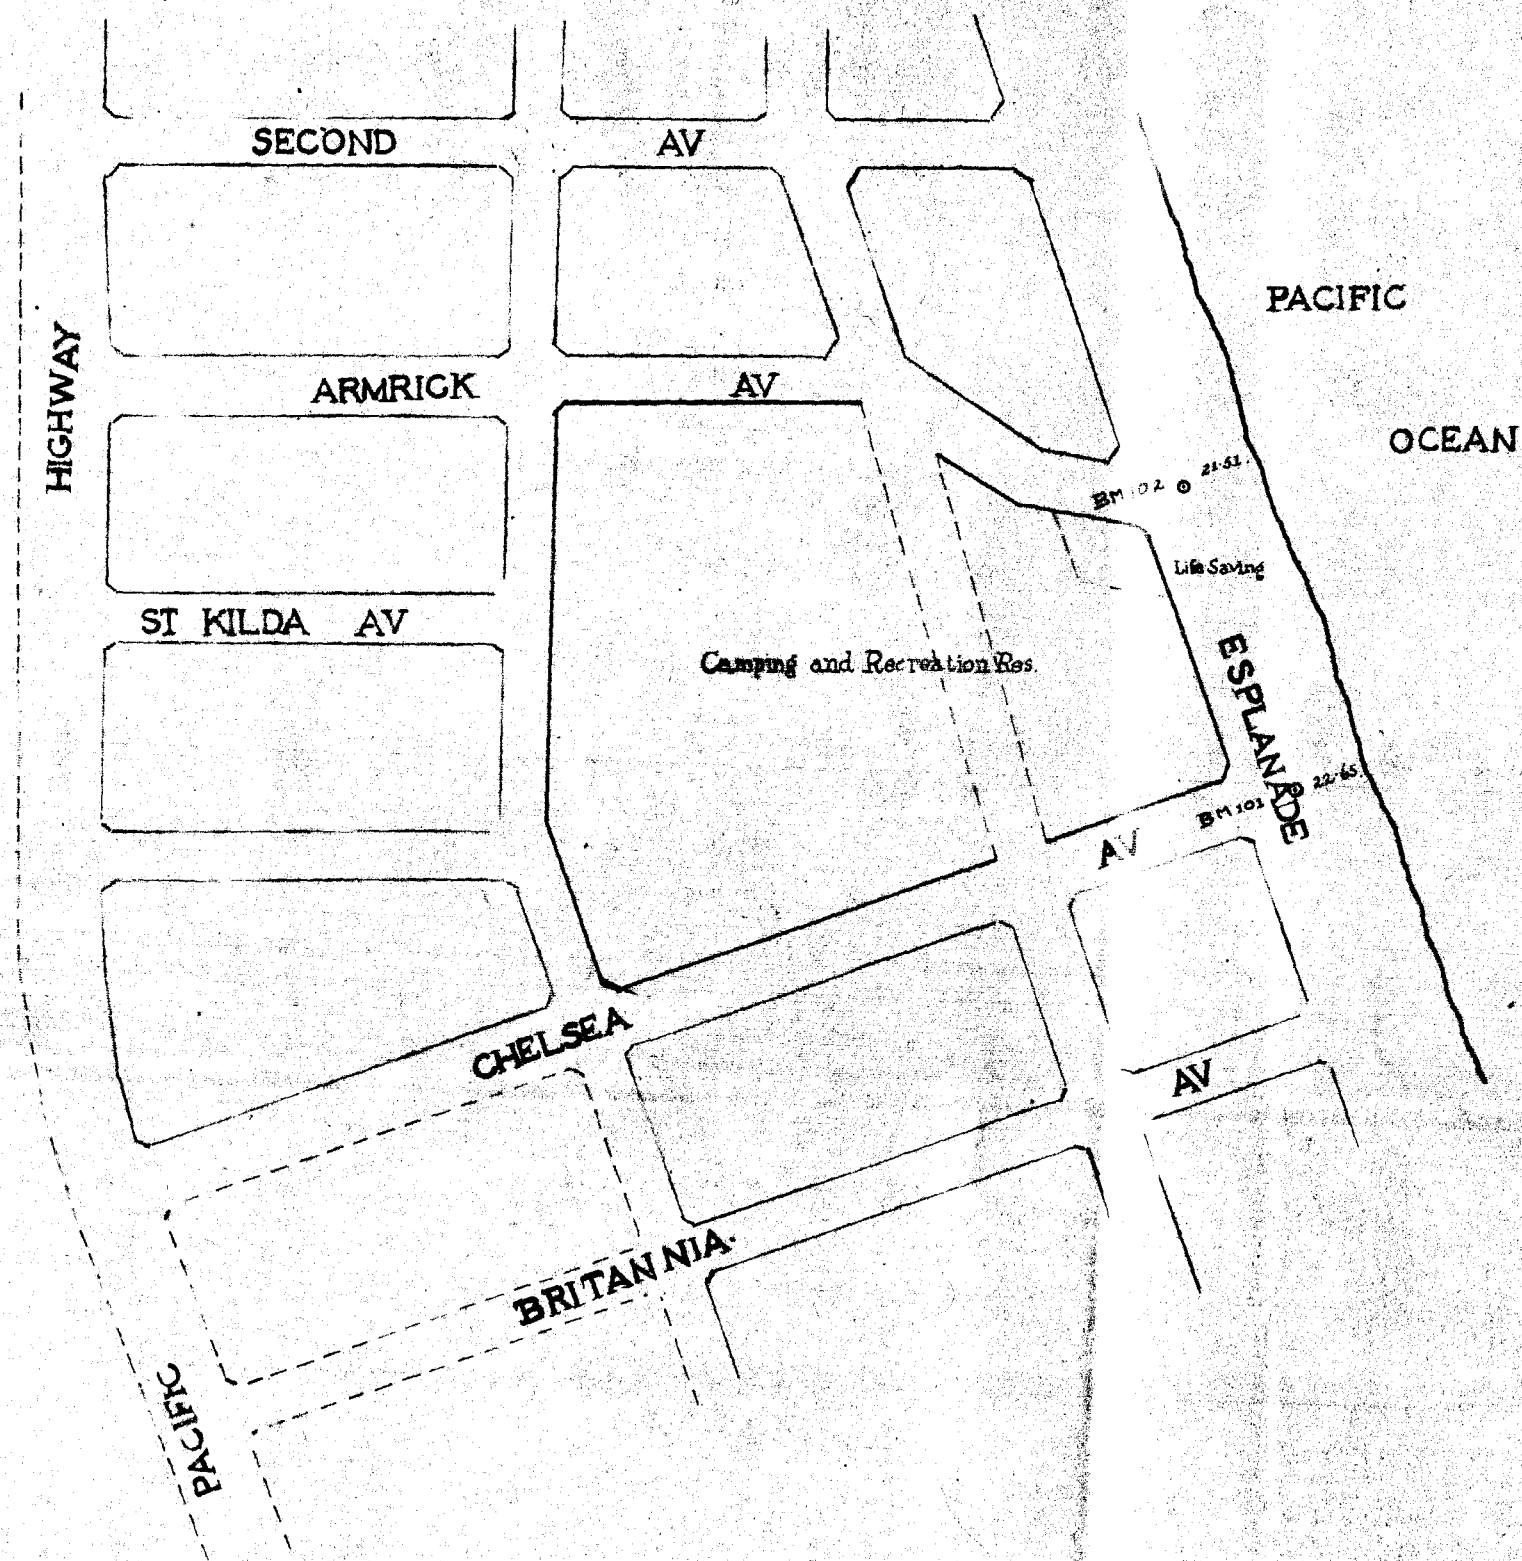 SECOND AV
PACIFIC
HIGHWAY
ARMRICK AV
OCEAN
21·51.
BM 102
Life Saving
ST KILDA AV
Camping and Recreation Res.
ESPLANADE
22·65.
BM 101
AV
CHELSEA
AV
BRITANNIA·
PACIFIC